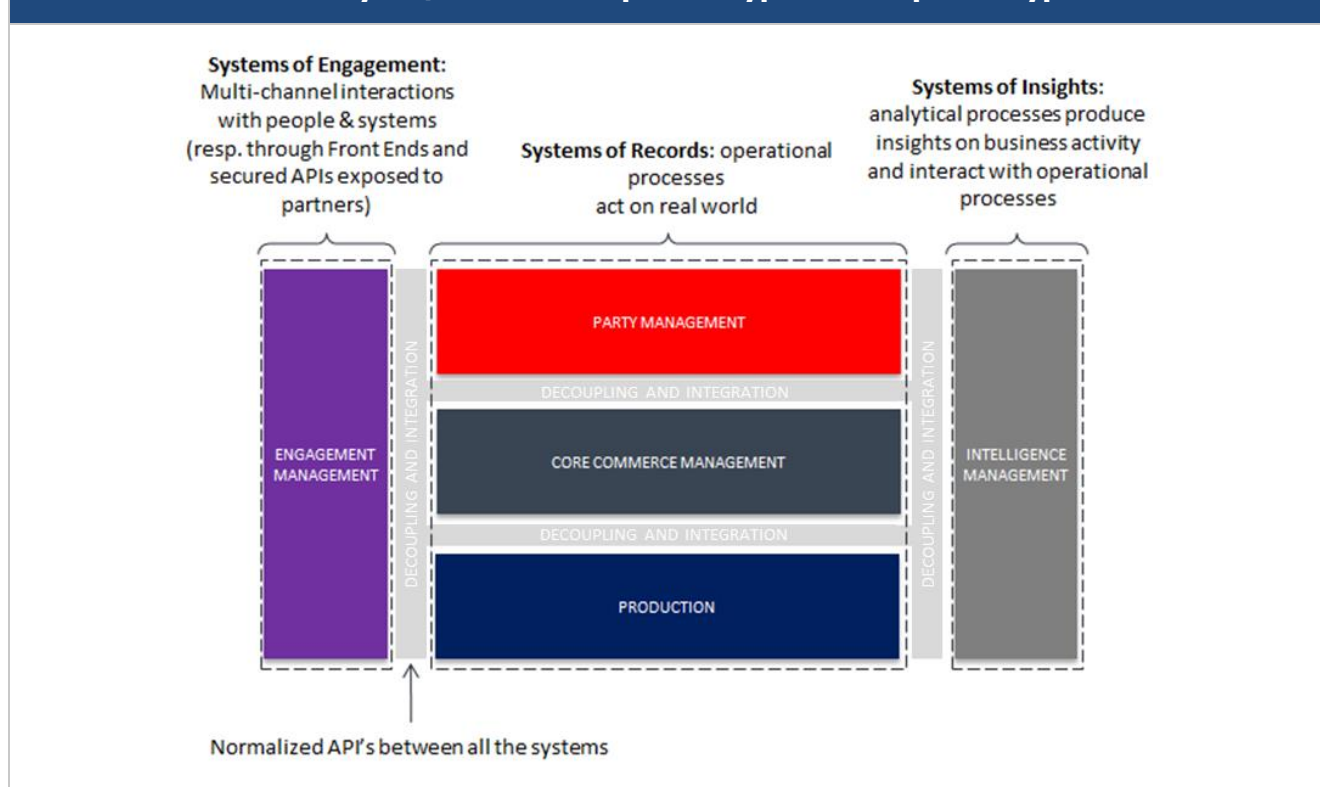 Systems of Engagement:
Multi-channel interactions
with people & systems
(resp. through Front Ends and
secured APIs exposed to
partners)
Systems of Records: operational
processes
act on real world
Systems of Insights:
analytical processes produce
insights on business activity
and interact with operational
processes
ENGAGEMENT
MANAGEMENT
DECOUPLING AND INTEGRATION
PARTY MANAGEMENT
DECOUPLING AND INTEGRATION
CORE COMMERCE MANAGEMENT
DECOUPLING AND INTEGRATION
PRODUCTION
DECOUPLING AND INTEGRATION
INTELLIGENCE
MANAGEMENT
Normalized API's between all the systems